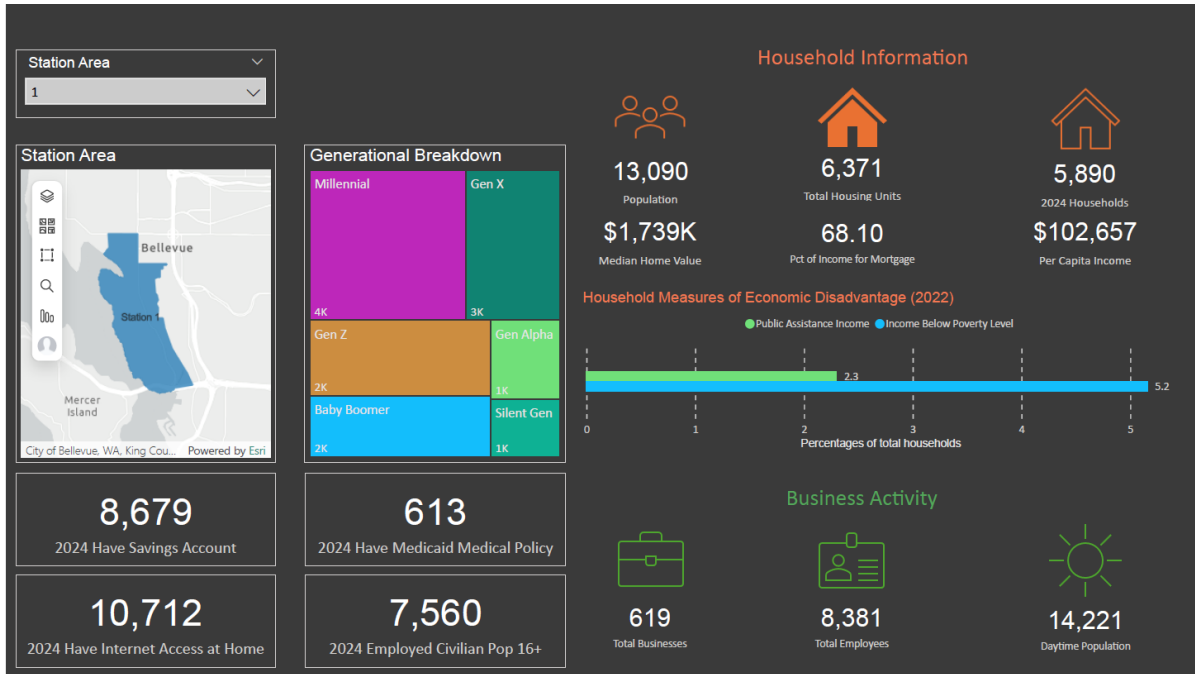 Station Area
1
Station Area
Bellevue
Station 1
Mercer
Island
City of Bellevue, WA, King Cou... Powered by Esri
Generational Breakdown
Millennial
4K
Gen X
3K
Gen Z
2K
Gen Alpha
1K
Baby Boomer
2K
Silent Gen
1K
8,679
2024 Have Savings Account
613
2024 Have Medicaid Medical Policy
10,712
2024 Have Internet Access at Home
7,560
2024 Employed Civilian Pop 16+
Household Information
13,090
Population
6,371
Total Housing Units
5,890
2024 Households
$1,739K
Median Home Value
68.10
Pct of Income for Mortgage
$102,657
Per Capita Income
Household Measures of Economic Disadvantage (2022)
Public Assistance Income Income Below Poverty Level
2.3
5.2
0 1 2 3 4 5
Percentages of total households
Business Activity
619
Total Businesses
8,381
Total Employees
14,221
Daytime Population